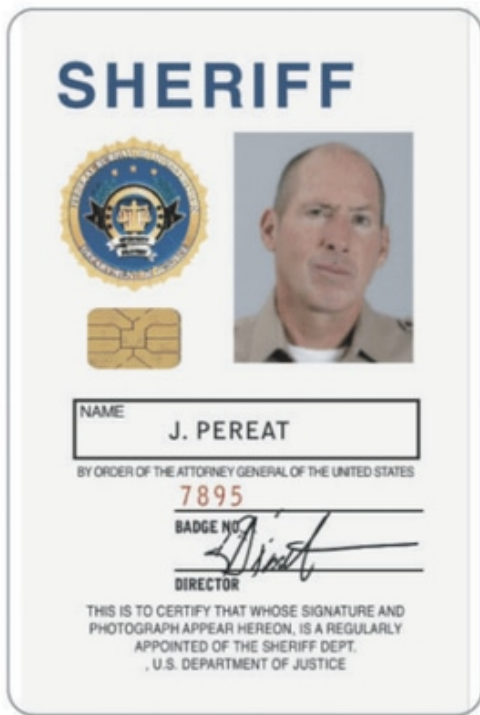 SHERIFF
NAME
J. PEREAT
BY ORDER OF THE ATTORNEY GENERAL OF THE UNITED STATES
7895
BADGE NO.
DIRECTOR
THIS IS TO CERTIFY THAT WHOSE SIGNATURE AND
PHOTOGRAPH APPEAR HEREON, IS A REGULARLY
APPOINTED OF THE SHERIFF DEPT.
, U.S. DEPARTMENT OF JUSTICE